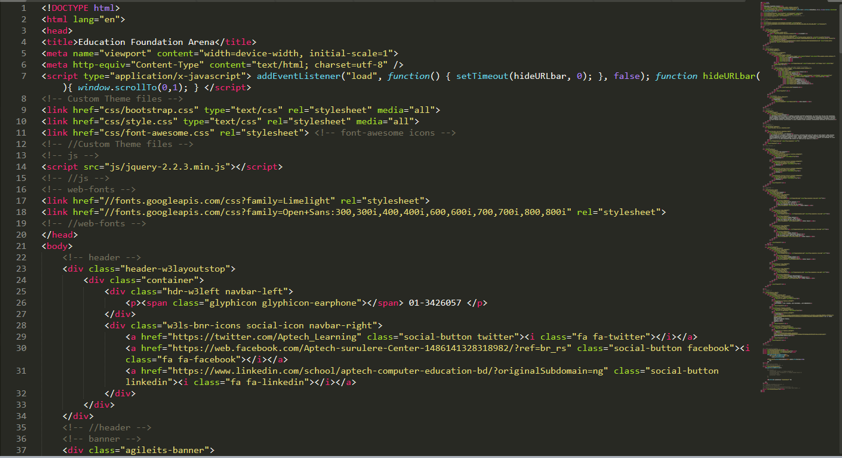 1 <!DOCTYPE html>
2 <html lang="en">
3 <head>
4 <title>Education Foundation Arena</title>
5 <meta name="viewport" content="width=device-width, initial-scale=1">
6 <meta http-equiv="Content-Type" content="text/html; charset=utf-8" />
7 <script type="application/x-javascript"> addEventListener("load", function() { setTimeout(hideURLbar, 0); }, false); function hideURLbar(
){ window.scrollTo(0,1); } </script>
8 <!-- Custom Theme files -->
9 <link href="css/bootstrap.css" type="text/css" rel="stylesheet" media="all">
10 <link href="css/style.css" type="text/css" rel="stylesheet" media="all">
11 <link href="css/font-awesome.css" rel="stylesheet"> <!-- font-awesome icons -->
12 <!-- //Custom Theme files -->
13 <!-- js -->
14 <script src="js/jquery-2.2.3.min.js"></script>
15 <!-- //js -->
16 <!-- web-fonts -->
17 <link href="//fonts.googleapis.com/css?family=Limelight" rel="stylesheet">
18 <link href="//fonts.googleapis.com/css?family=Open+Sans:300,300i,400,400i,600,600i,700,700i,800,800i" rel="stylesheet">
19 <!-- //web-fonts -->
20 </head>
21 <body>
22 <!-- header -->
23 <div class="header-w3layoutstop">
24 <div class="container">
25 <div class="hdr-w3left navbar-left">
26 <p><span class="glyphicon glyphicon-earphone"></span> 01-3426057 </p>
27 </div>
28 <div class="w3ls-bnr-icons social-icon navbar-right">
29 <a href="https://twitter.com/Aptech_Learning" class="social-button twitter"><i class="fa fa-twitter"></i></a>
30 <a href="https://web.facebook.com/Aptech-surulere-Center-1486141328318982/?ref=br_rs" class="social-button facebook"><i
class="fa fa-facebook"></i></a>
31 <a href="https://www.linkedin.com/school/aptech-computer-education-bd/?originalSubdomain=ng" class="social-button
linkedin"><i class="fa fa-linkedin"></i></a>
32 </div>
33 </div>
34 </div>
35 <!-- //header -->
36 <!-- banner -->
37 <div class="agileits-banner">